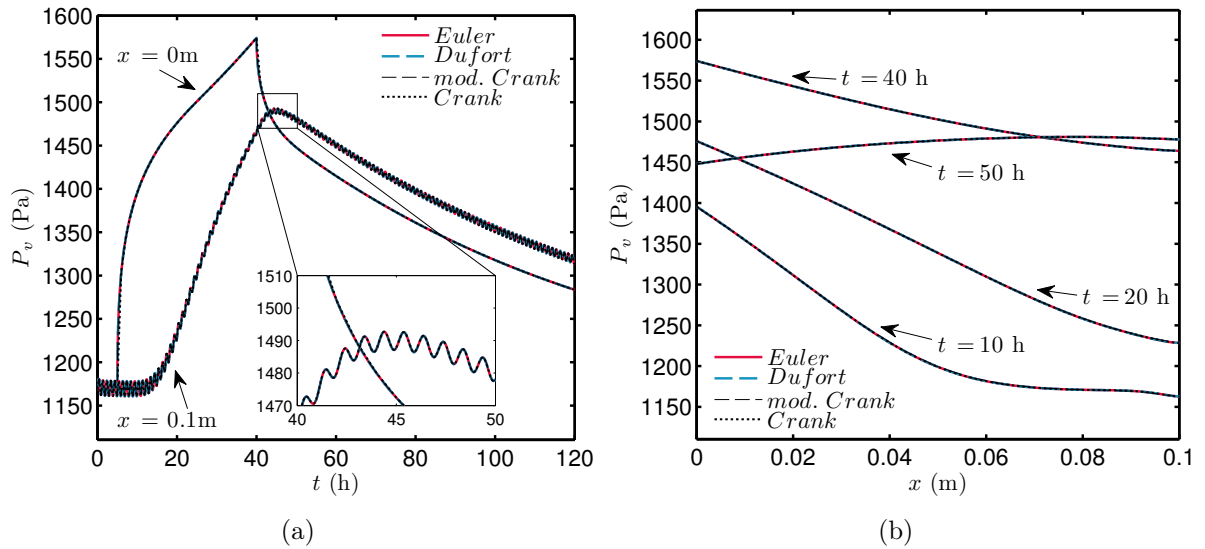 1600
1550
1500
1450
1400
1350
1300
1250
1200
1150
P_v (Pa)
x = 0m
Euler
Dufort
mod. Crank
Crank
1510
1500
1490
1480
1470
40 45 50
x = 0.1m
0 20 40 60 80 100 120
t (h)
(a)
1600
1550
1500
1450
1400
1350
1300
1250
1200
1150
P_v (Pa)
t = 40 h
t = 50 h
t = 20 h
t = 10 h
Euler
Dufort
mod. Crank
Crank
0 0.02 0.04 0.06 0.08 0.1
x (m)
(b)